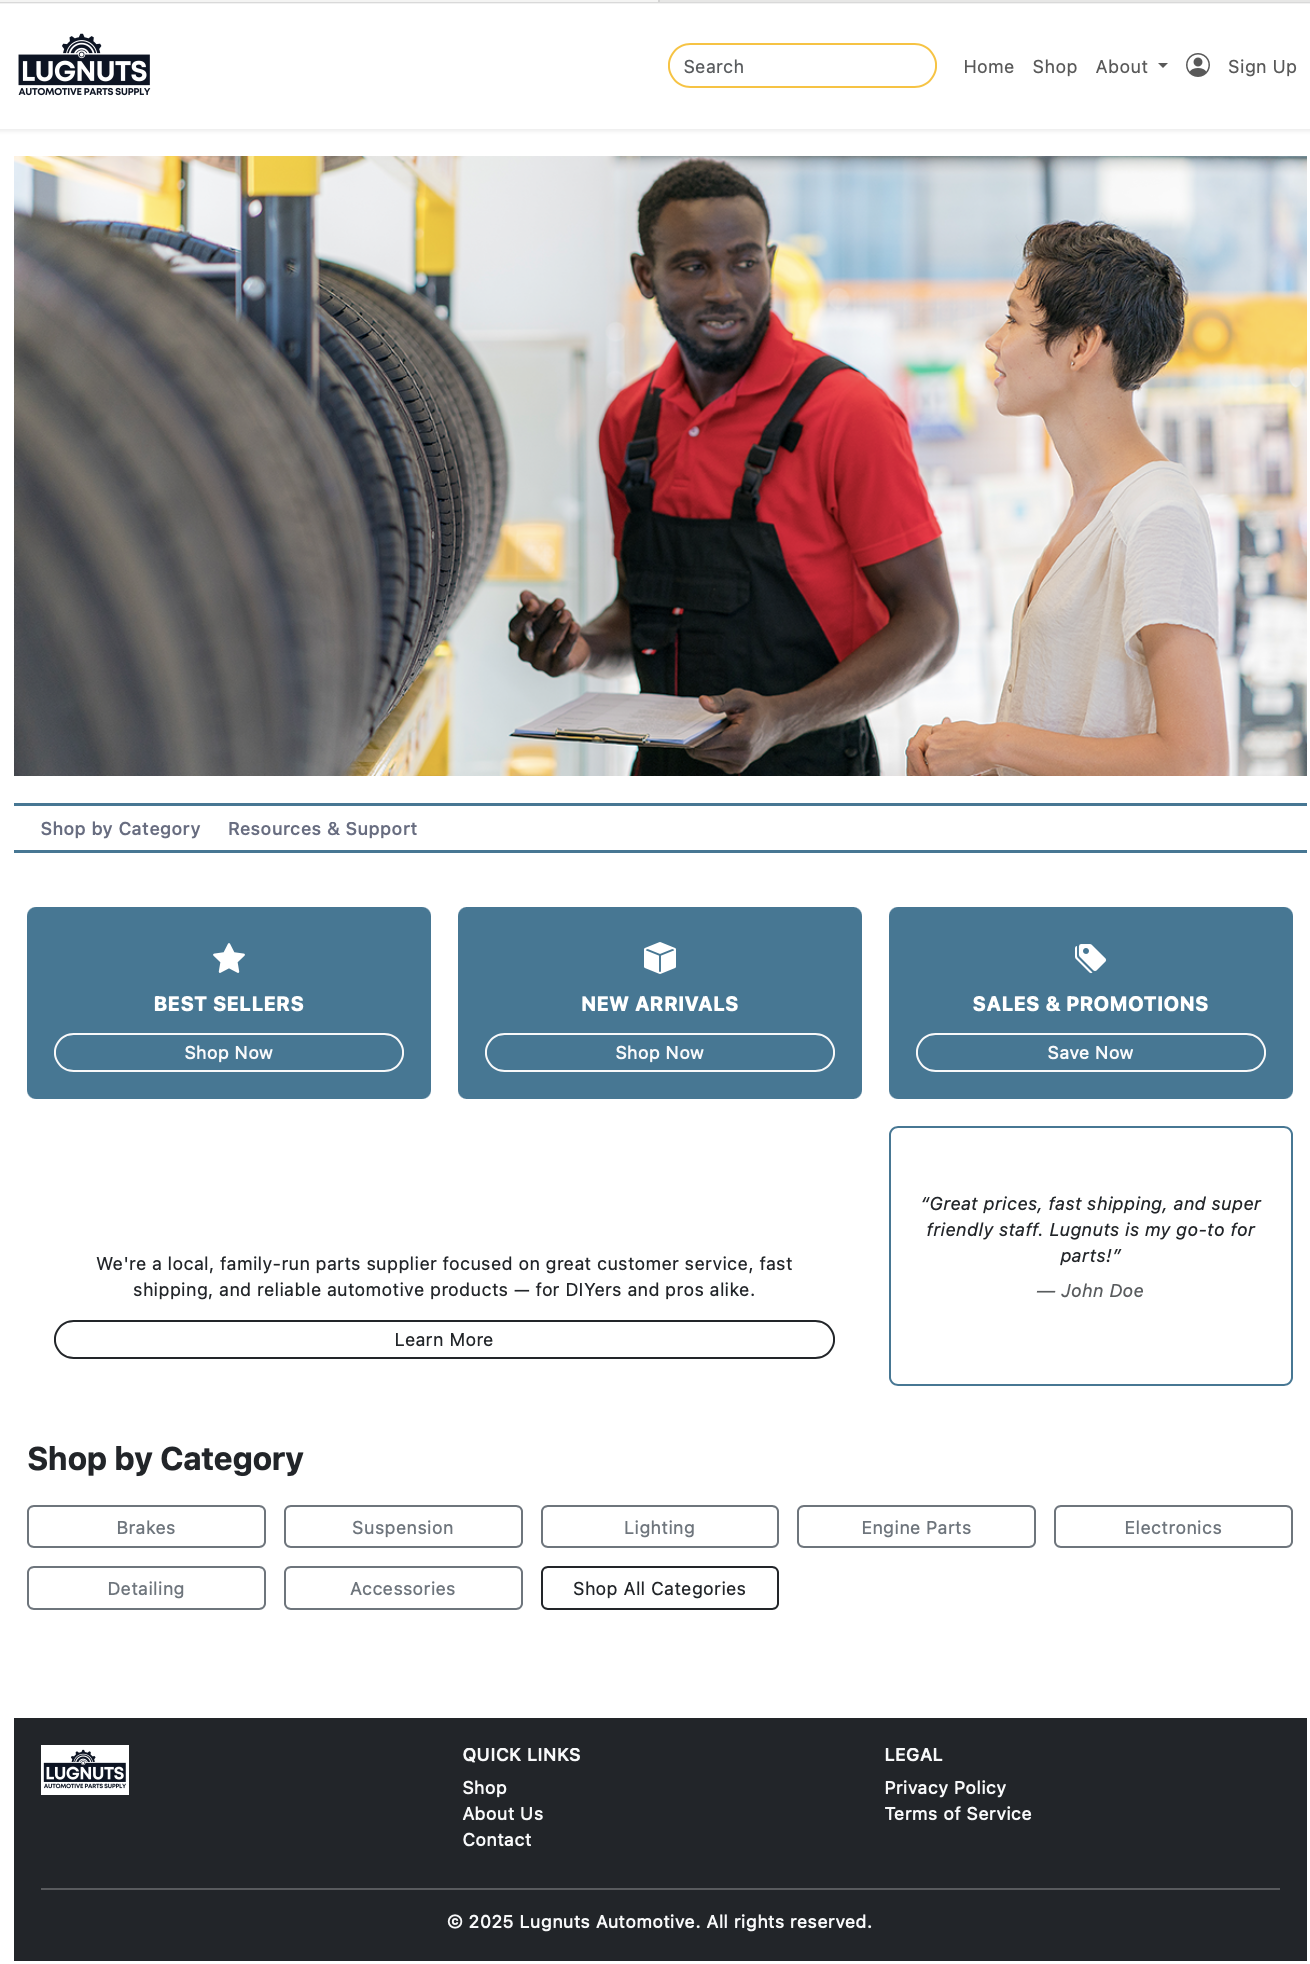 LUGNUTS
AUTOMOTIVE PARTS SUPPLY
Search
Home Shop About Sign Up
Shop by Category Resources & Support
BEST SELLERS
Shop Now
NEW ARRIVALS
Shop Now
SALES & PROMOTIONS
Save Now
We're a local, family-run parts supplier focused on great customer service, fast
shipping, and reliable automotive products — for DIYers and pros alike.
Learn More
“Great prices, fast shipping, and super
friendly staff. Lugnuts is my go-to for
parts!”
— John Doe
Shop by Category
Brakes
Suspension
Lighting
Engine Parts
Electronics
Detailing
Accessories
Shop All Categories
LUGNUTS
AUTOMOTIVE PARTS SUPPLY
QUICK LINKS
Shop
About Us
Contact
LEGAL
Privacy Policy
Terms of Service
© 2025 Lugnuts Automotive. All rights reserved.